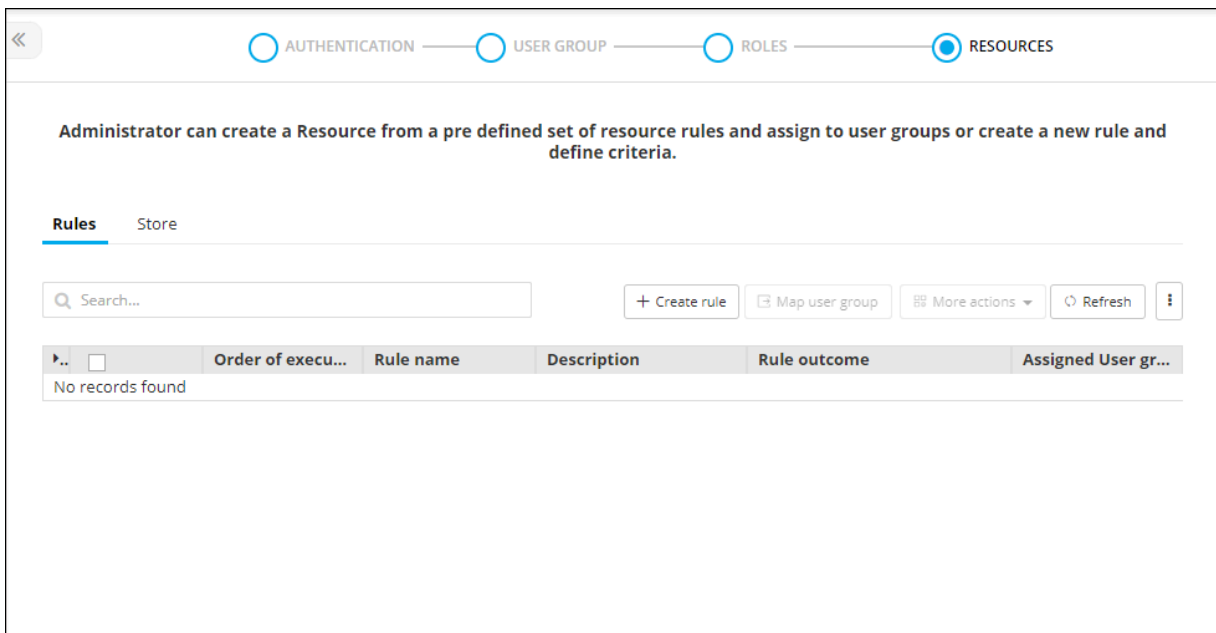 AUTHENTICATION USER GROUP ROLES RESOURCES
Administrator can create a Resource from a pre defined set of resource rules and assign to user groups or create a new rule and
define criteria.
Rules Store
Search... + Create rule Map user group More actions Refresh
Order of execu... Rule name Description Rule outcome Assigned User gr...
No records found